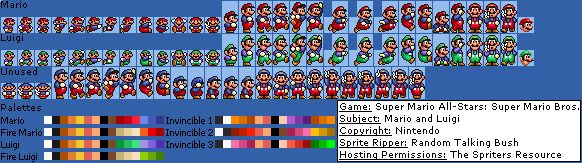 Mario
Luigi
Unused
Palettes
Mario
Invincible 1
Fire Mario
Invincible 2
Luigi
Invincible 3
Fire Luigi
Game: Super Mario All-Stars: Super Mario Bros.
Subject: Mario and Luigi
Copyright: Nintendo
Sprite Ripper: Random Talking Bush
Hosting Permissions: The Spriters Resource